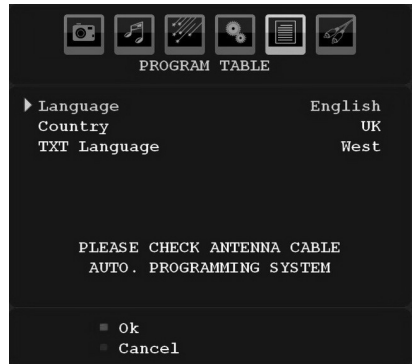 PROGRAM TABLE
Language English
Country UK
TXT Language West
PLEASE CHECK ANTENNA CABLE
AUTO. PROGRAMMING SYSTEM
Ok
Cancel